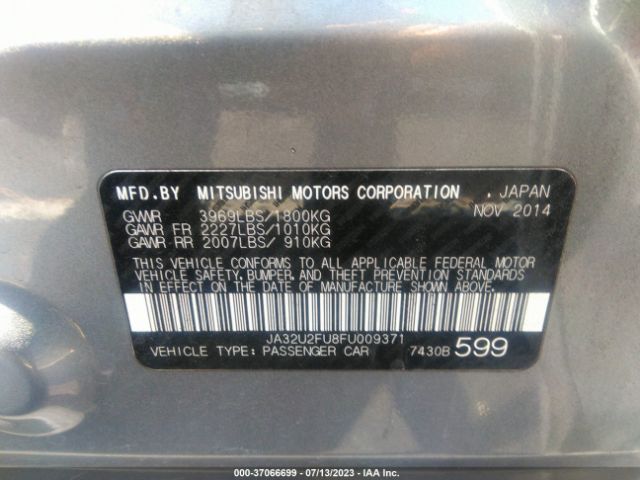 MFD.BY MITSUBISHI MOTORS CORPORATION . JAPAN
GVWR 3969LBS/1800KG NOV 2014
GAWR FR 2227LBS/1010KG
GAWR RR 2007LBS/ 910KG
THIS VEHICLE CONFORMS TO ALL APPLICABLE FEDERAL MOTOR
VEHICLE SAFETY, BUMPER, AND THEFT PREVENTION STANDARDS
IN EFFECT ON THE DATE OF MANUFACTURE SHOWN ABOVE.
JA32U2FU8FU009371
VEHICLE TYPE: PASSENGER CAR 7430B 599
000-37066699 - 07/13/2023 - IAA Inc.